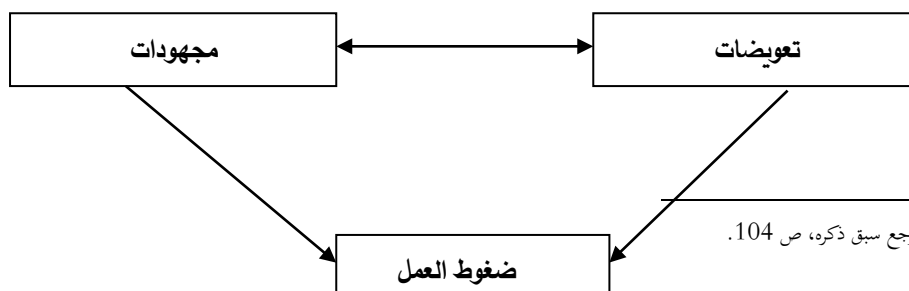 تعويضات
مجهودات
جع سبق ذكره، ص 104.
ضغوط العمل